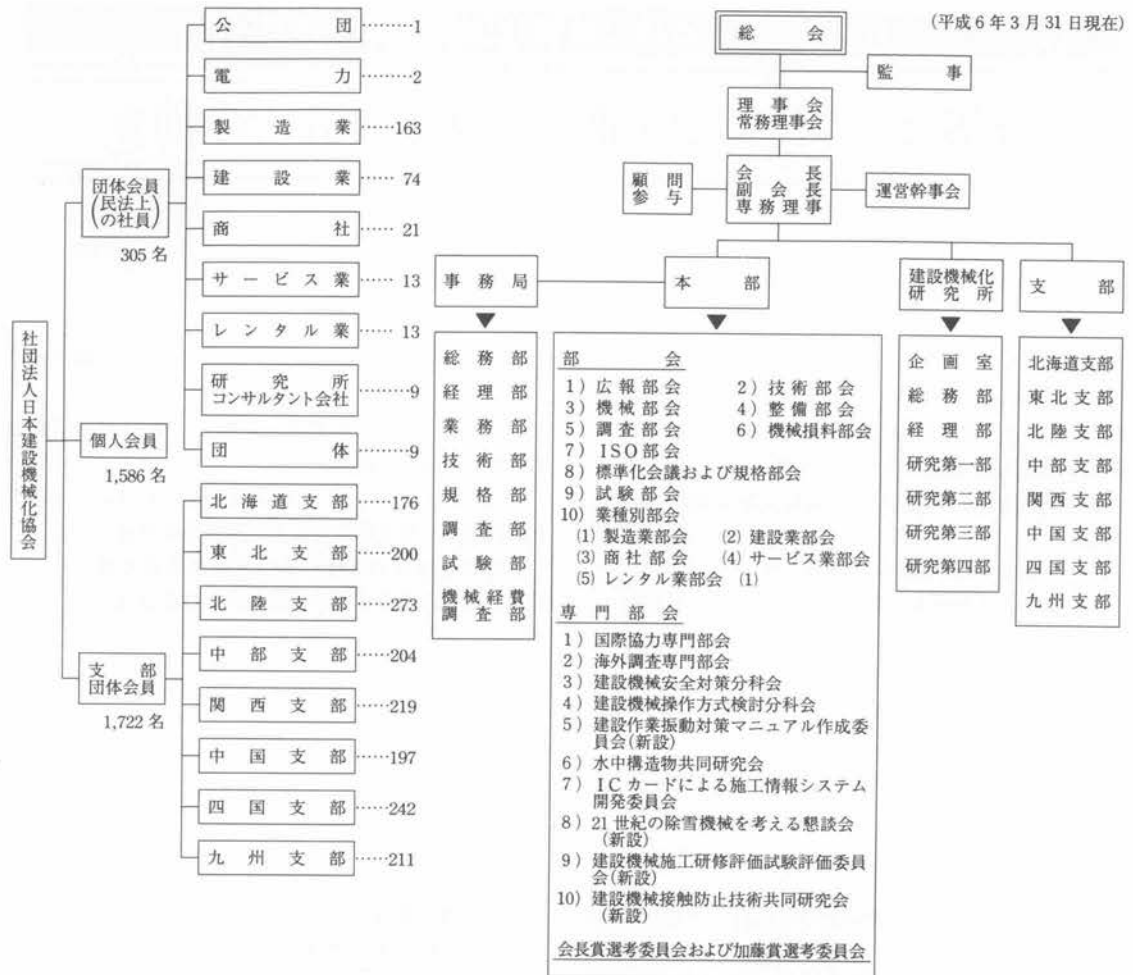 (平成6年3月31日現在)
社団法人日本建設機械化協会
団体会員
(民法上の社員)
305名
公団……1
電力……2
製造業……163
建設業……74
商社……21
サービス業……13
レンタル業……13
研究所
コンサルタント会社……9
団体……9
個人会員
1,586名
支部
団体会員
1,722名
北海道支部……176
東北支部……200
北陸支部……273
中部支部……204
関西支部……219
中国支部……197
四国支部……242
九州支部……211
総会
監事
理事会
常務理事会
顧問
参与
会長
副会長
専務理事
運営幹事会
事務局
総務部
経理部
業務部
技術部
規格部
調査部
試験部
機械経費
調査部
本部
部会
1)広報部会 2)技術部会
3)機械部会 4)整備部会
5)調査部会 6)機械損料部会
7)ISO部会
8)標準化会議および規格部会
9)試験部会
10)業種別部会
(1)製造業部会 (2)建設業部会
(3)商社部会 (4)サービス業部会
(5)レンタル業部会 (1)
専門部会
1)国際協力専門部会
2)海外調査専門部会
3)建設機械安全対策分科会
4)建設機械操作方式検討分科会
5)建設作業振動対策マニュアル作成委
員会(新設)
6)水中構造物共同研究会
7)ICカードによる施工情報システム
開発委員会
8)21世紀の除雪機械を考える懇談会
(新設)
9)建設機械施工研修評価試験評価委員
会(新設)
10)建設機械接触防止技術共同研究会
(新設)
会長賞選考委員会および加藤賞選考委員会
建設機械化
研究所
企画室
総務部
経理部
研究第一部
研究第二部
研究第三部
研究第四部
支部
北海道支部
東北支部
北陸支部
中部支部
関西支部
中国支部
四国支部
九州支部